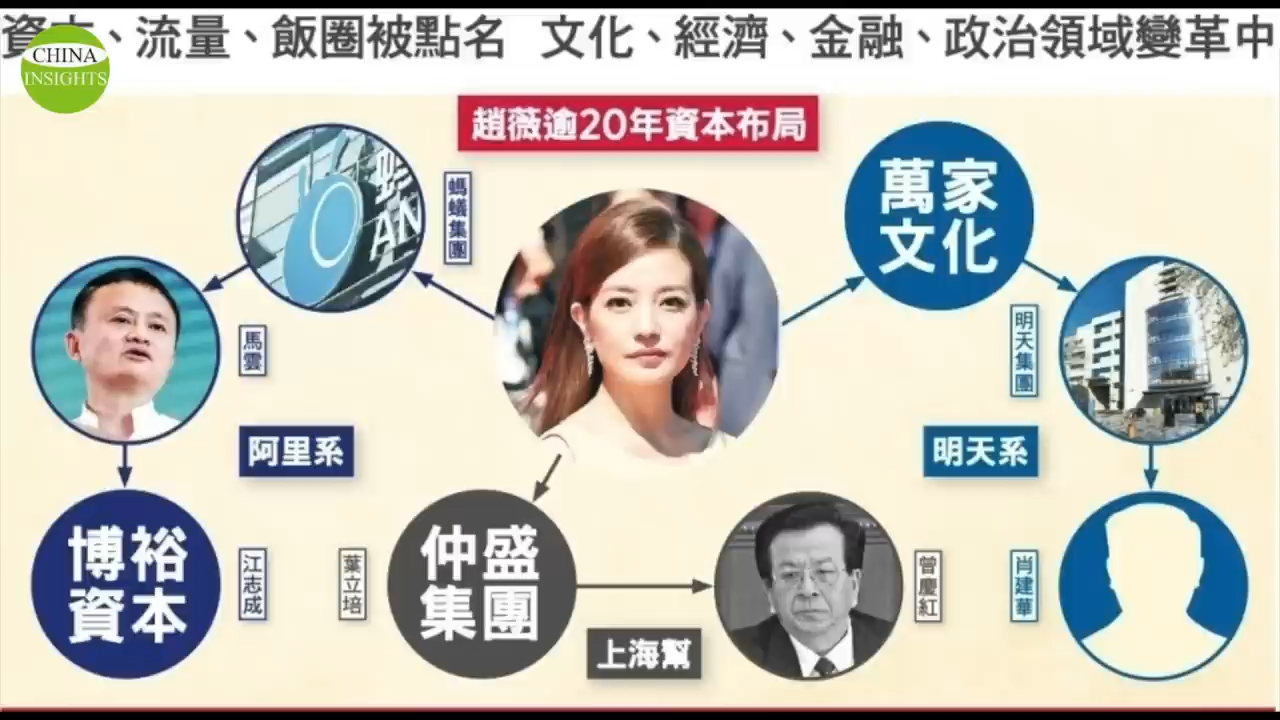 資本、流量、飯圈被點名 文化、經濟、金融、政治領域變革中
CHINA
INSIGHTS
趙薇逾20年資本布局
螞蟻集團
萬家
文化
馬雲
明天集團
阿里系
明天系
博裕
資本
江志成
葉立培
仲盛
集團
曾慶紅
肖建華
上海幫